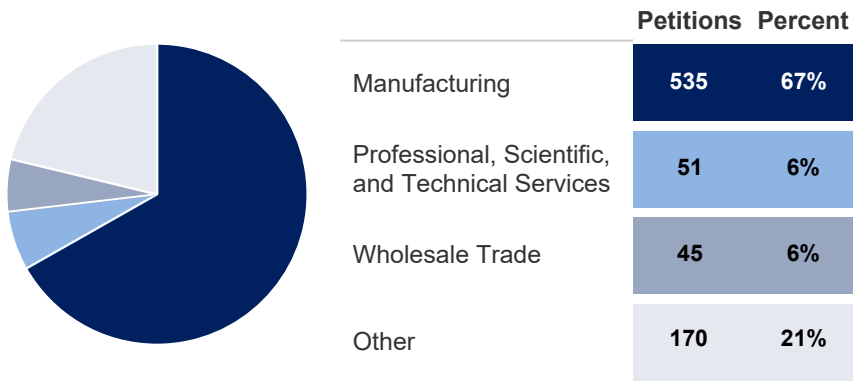 Petitions Percent
Manufacturing 535 67%
Professional, Scientific,
and Technical Services 51 6%
Wholesale Trade 45 6%
Other 170 21%